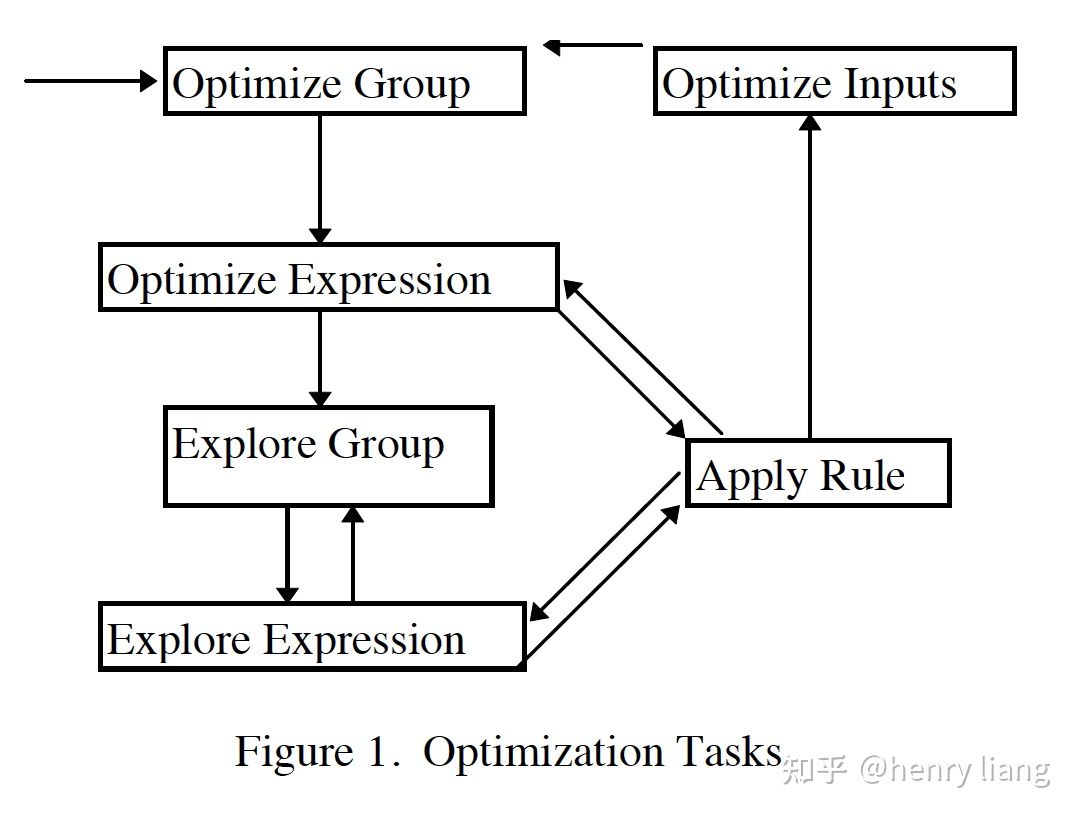 Optimize Group
Optimize Inputs
Optimize Expression
Explore Group
Apply Rule
Explore Expression
Figure 1. Optimization Tasks
知乎 @henry liang